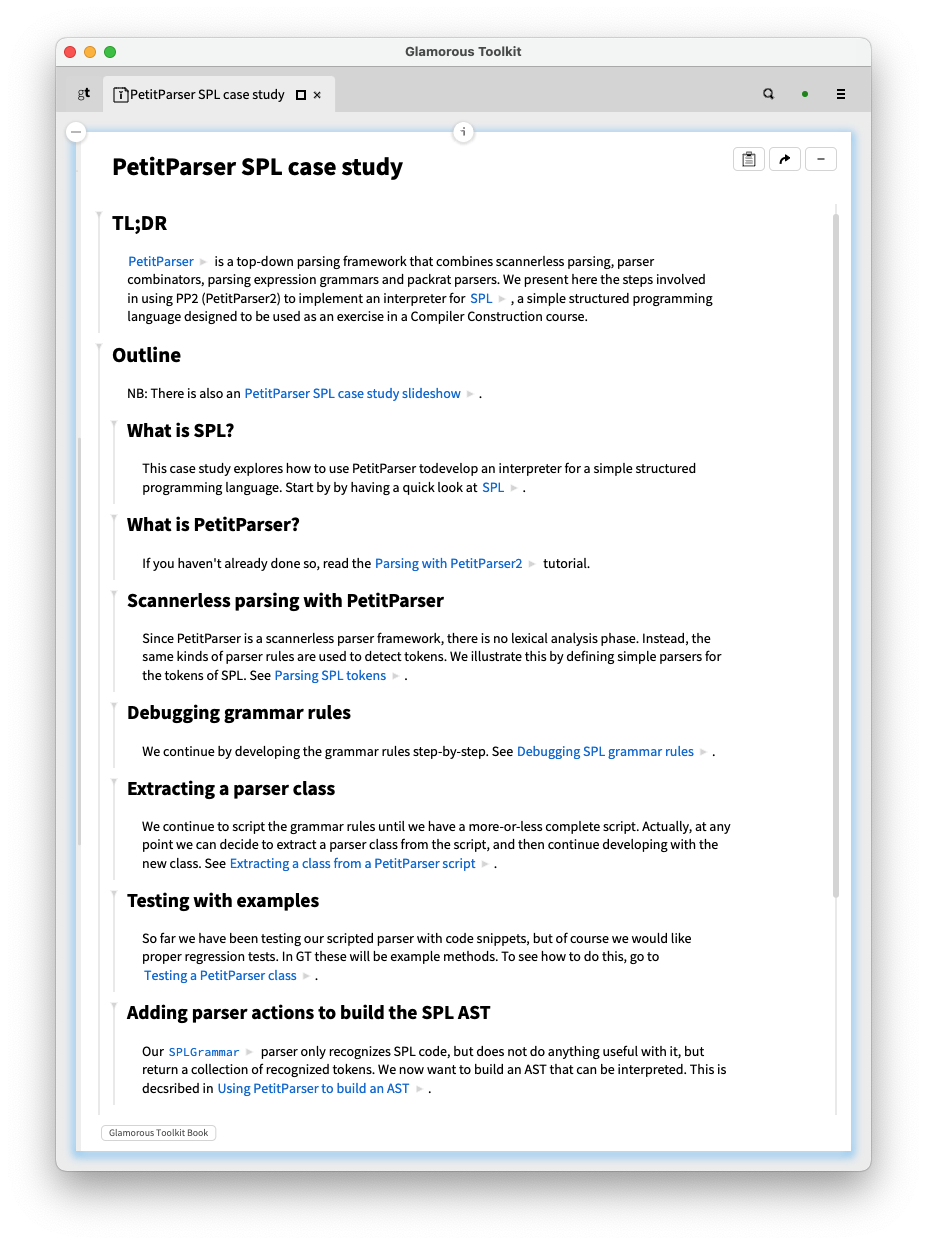 Glamorous Toolkit
gt
PetitParser SPL case study
PetitParser SPL case study
TL;DR
PetitParser is a top-down parsing framework that combines scannerless parsing, parser
combinators, parsing expression grammars and packrat parsers. We present here the steps involved
in using PP2 (PetitParser2) to implement an interpreter for SPL , a simple structured programming
language designed to be used as an exercise in a Compiler Construction course.
Outline
NB: There is also an PetitParser SPL case study slideshow .
What is SPL?
This case study explores how to use PetitParser todevelop an interpreter for a simple structured
programming language. Start by by having a quick look at SPL .
What is PetitParser?
If you haven't already done so, read the Parsing with PetitParser2 tutorial.
Scannerless parsing with PetitParser
Since PetitParser is a scannerless parser framework, there is no lexical analysis phase. Instead, the
same kinds of parser rules are used to detect tokens. We illustrate this by defining simple parsers for
the tokens of SPL. See Parsing SPL tokens .
Debugging grammar rules
We continue by developing the grammar rules step-by-step. See Debugging SPL grammar rules .
Extracting a parser class
We continue to script the grammar rules until we have a more-or-less complete script. Actually, at any
point we can decide to extract a parser class from the script, and then continue developing with the
new class. See Extracting a class from a PetitParser script .
Testing with examples
So far we have been testing our scripted parser with code snippets, but of course we would like
proper regression tests. In GT these will be example methods. To see how to do this, go to
Testing a PetitParser class .
Adding parser actions to build the SPL AST
Our SPLGrammar parser only recognizes SPL code, but does not do anything useful with it, but
return a collection of recognized tokens. We now want to build an AST that can be interpreted. This is
decsribed in Using PetitParser to build an AST .
Glamorous Toolkit Book